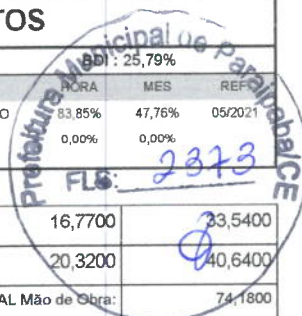 TOS
BDI : 25,79%
HORA MES REFO
O 83,85% 47,76% 05/2021
0,00% 0,00%
Prefeitura Municipal de Paraipaba/CE
FLS: 2373
16,7700 33,5400
20,3200 40,6400
AL Mão de Obra: 74,1800